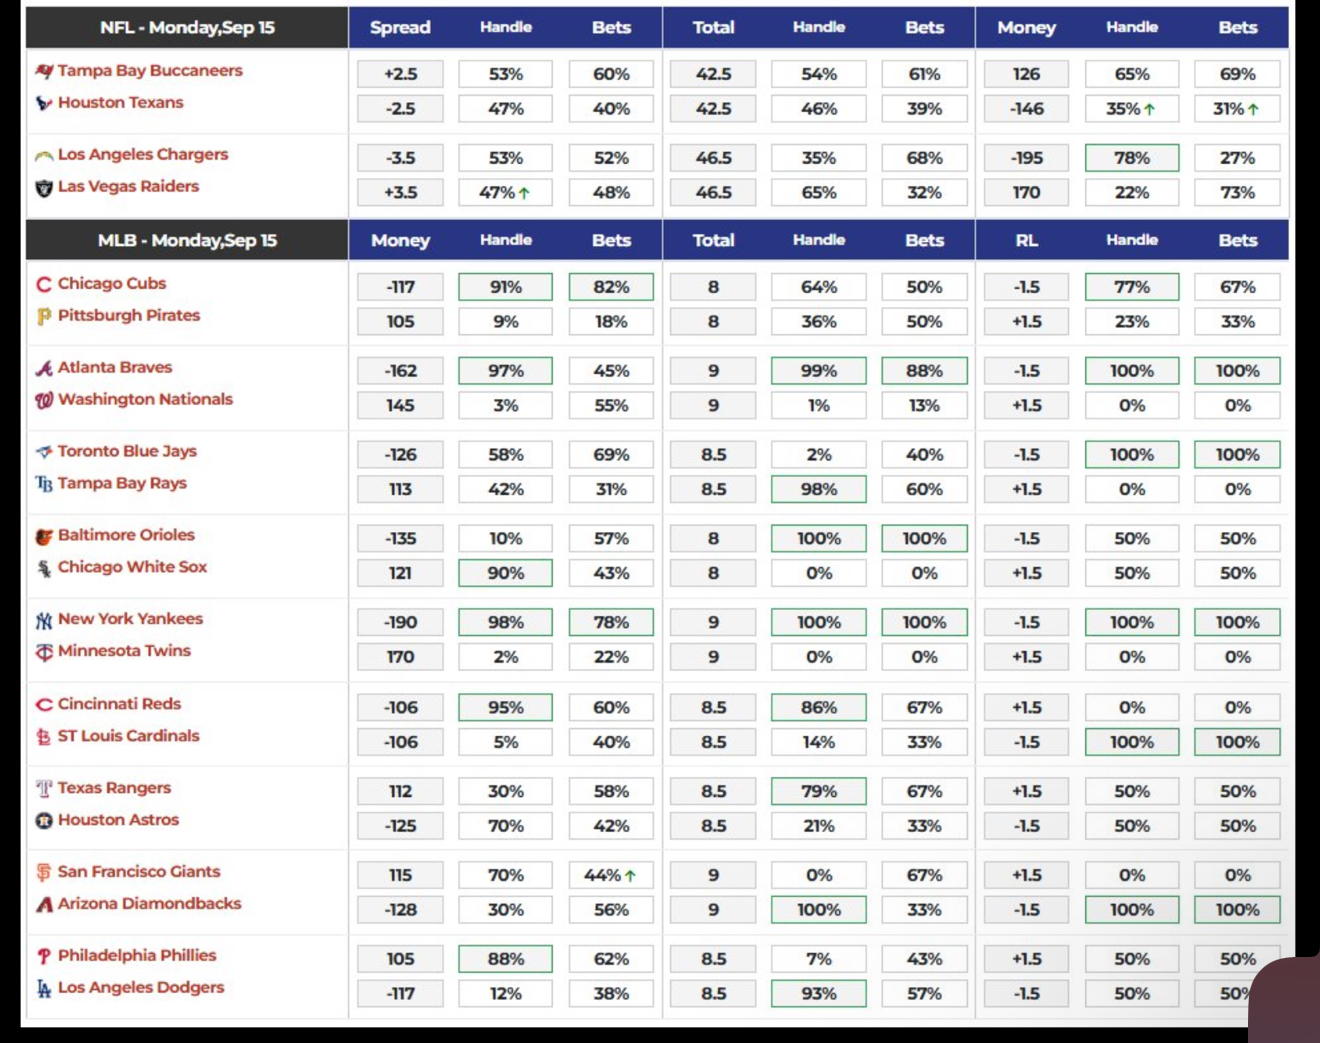 NFL - Monday,Sep 15 Spread Handle Bets Total Handle Bets Money Handle Bets
Tampa Bay Buccaneers +2.5 53% 60% 42.5 54% 61% 126 65% 69%
Houston Texans -2.5 47% 40% 42.5 46% 39% -146 35%↑ 31%↑
Los Angeles Chargers -3.5 53% 52% 46.5 35% 68% -195 78% 27%
Las Vegas Raiders +3.5 47%↑ 48% 46.5 65% 32% 170 22% 73%
MLB - Monday,Sep 15 Money Handle Bets Total Handle Bets RL Handle Bets
Chicago Cubs -117 91% 82% 8 64% 50% -1.5 77% 67%
Pittsburgh Pirates 105 9% 18% 8 36% 50% +1.5 23% 33%
Atlanta Braves -162 97% 45% 9 99% 88% -1.5 100% 100%
Washington Nationals 145 3% 55% 9 1% 13% +1.5 0% 0%
Toronto Blue Jays -126 58% 69% 8.5 2% 40% -1.5 100% 100%
Tampa Bay Rays 113 42% 31% 8.5 98% 60% +1.5 0% 0%
Baltimore Orioles -135 10% 57% 8 100% 100% -1.5 50% 50%
Chicago White Sox 121 90% 43% 8 0% 0% +1.5 50% 50%
New York Yankees -190 98% 78% 9 100% 100% -1.5 100% 100%
Minnesota Twins 170 2% 22% 9 0% 0% +1.5 0% 0%
Cincinnati Reds -106 95% 60% 8.5 86% 67% +1.5 0% 0%
ST Louis Cardinals -106 5% 40% 8.5 14% 33% -1.5 100% 100%
Texas Rangers 112 30% 58% 8.5 79% 67% +1.5 50% 50%
Houston Astros -125 70% 42% 8.5 21% 33% -1.5 50% 50%
San Francisco Giants 115 70% 44%↑ 9 0% 67% +1.5 0% 0%
Arizona Diamondbacks -128 30% 56% 9 100% 33% -1.5 100% 100%
Philadelphia Phillies 105 88% 62% 8.5 7% 43% +1.5 50% 50%
Los Angeles Dodgers -117 12% 38% 8.5 93% 57% -1.5 50% 50%